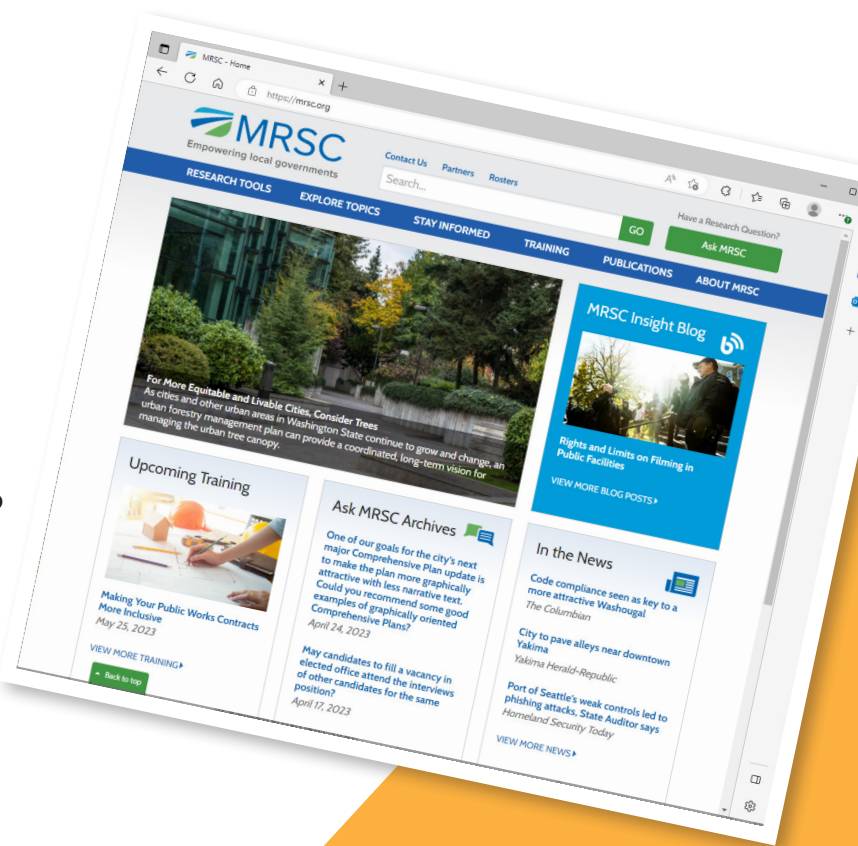 MRSC - Home
https://mrsc.org
MRSC
Empowering local governments
Contact Us
Partners
Rosters
Search...
GO
Have a Research Question?
Ask MRSC
RESEARCH TOOLS
EXPLORE TOPICS
STAY INFORMED
TRAINING
PUBLICATIONS
ABOUT MRSC
For More Equitable and Livable Cities, Consider Trees
As cities and other urban areas in Washington State continue to grow and change, an
urban forestry management plan can provide a coordinated, long-term vision for
managing the urban tree canopy.
MRSC Insight Blog
Rights and Limits on Filming in
Public Facilities
VIEW MORE BLOG POSTS
Upcoming Training
Making Your Public Works Contracts
More Inclusive
May 25, 2023
VIEW MORE TRAINING
Back to top
Ask MRSC Archives
One of our goals for the city's next
major Comprehensive Plan update is
to make the plan more graphically
attractive with less narrative text.
Could you recommend some good
examples of graphically oriented
Comprehensive Plans?
April 24, 2023
May candidates to fill a vacancy in
elected office attend the interviews
of other candidates for the same
position?
April 17, 2023
In the News
Code compliance seen as key to a
more attractive Washougal
The Columbian
City to pave alleys near downtown
Yakima
Yakima Herald-Republic
Port of Seattle's weak controls led to
phishing attacks, State Auditor says
Homeland Security Today
VIEW MORE NEWS